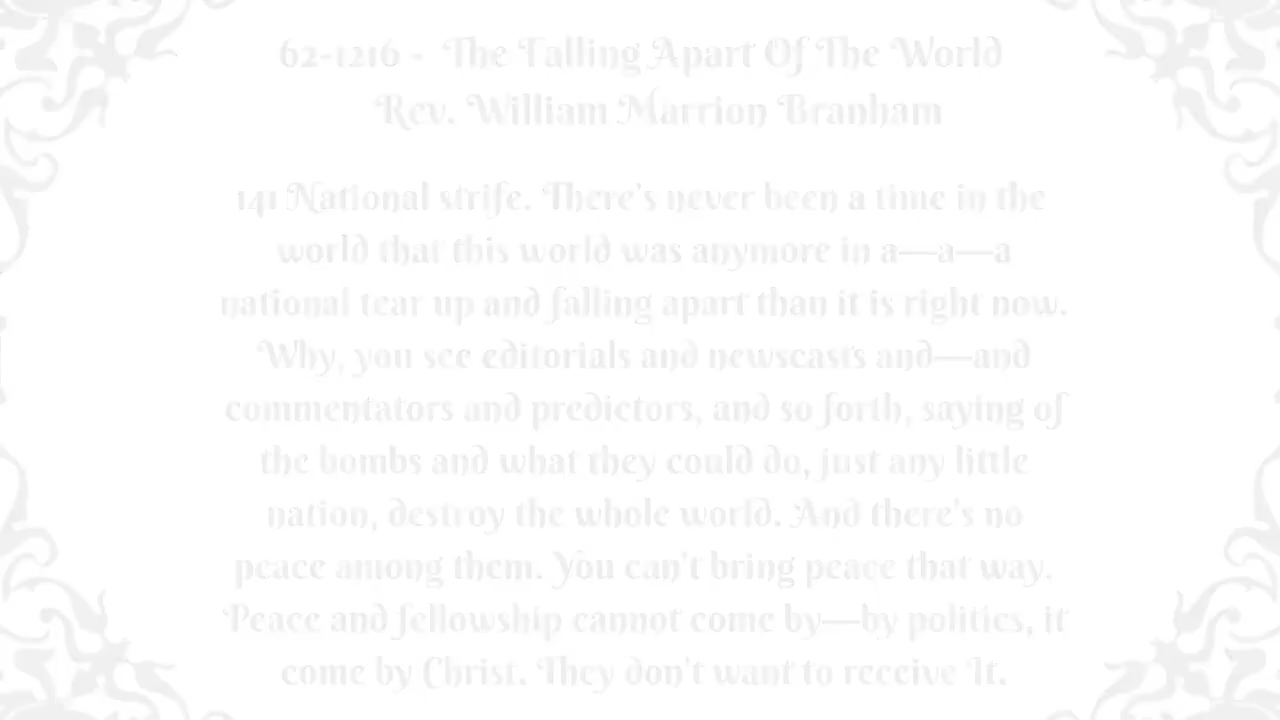 62-1216 - The Falling Apart Of The World
Rev. William Marrion Branham
141 National strife. There's never been a time in the
world that this world was anymore in a—a—a
national tear up and falling apart than it is right now.
Why, you see editorials and newscasts and—and
commentators and predictors, and so forth, saying of
the bombs and what they could do, just any little
nation, destroy the whole world. And there's no
peace among them. You can't bring peace that way.
Peace and fellowship cannot come by—by politics, it
come by Christ. They don't want to receive It.